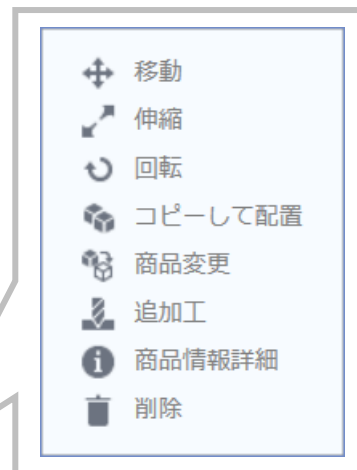 移動
伸縮
回転
コピーして配置
商品変更
追加工
商品情報詳細
削除